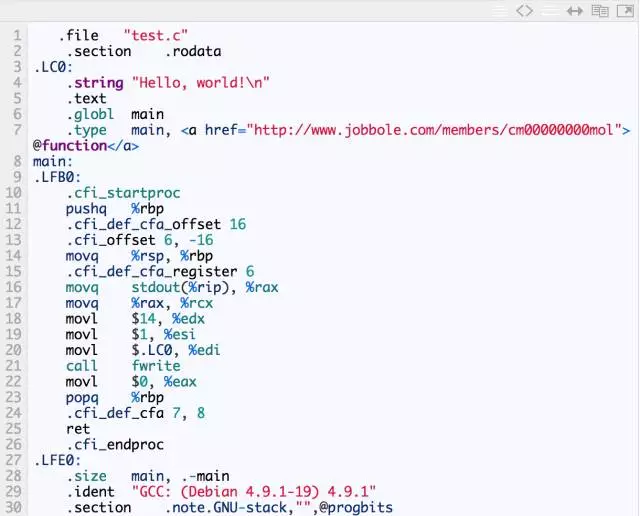 1 .file "test.c"
2 .section .rodata
3 .LC0:
4 .string "Hello, world!\n"
5 .text
6 .globl main
7 .type main, <a href="http://www.jobbole.com/members/cm00000000mol">
@function</a>
8 main:
9 .LFB0:
10 .cfi_startproc
11 pushq %rbp
12 .cfi_def_cfa_offset 16
13 .cfi_offset 6, -16
14 movq %rsp, %rbp
15 .cfi_def_cfa_register 6
16 movq stdout(%rip), %rax
17 movq %rax, %rcx
18 movl $14, %edx
19 movl $1, %esi
20 movl $.LC0, %edi
21 call fwrite
22 movl $0, %eax
23 popq %rbp
24 .cfi_def_cfa 7, 8
25 ret
26 .cfi_endproc
27 .LFE0:
28 .size main, .-main
29 .ident "GCC: (Debian 4.9.1-19) 4.9.1"
30 .section .note.GNU-stack,"",@progbits